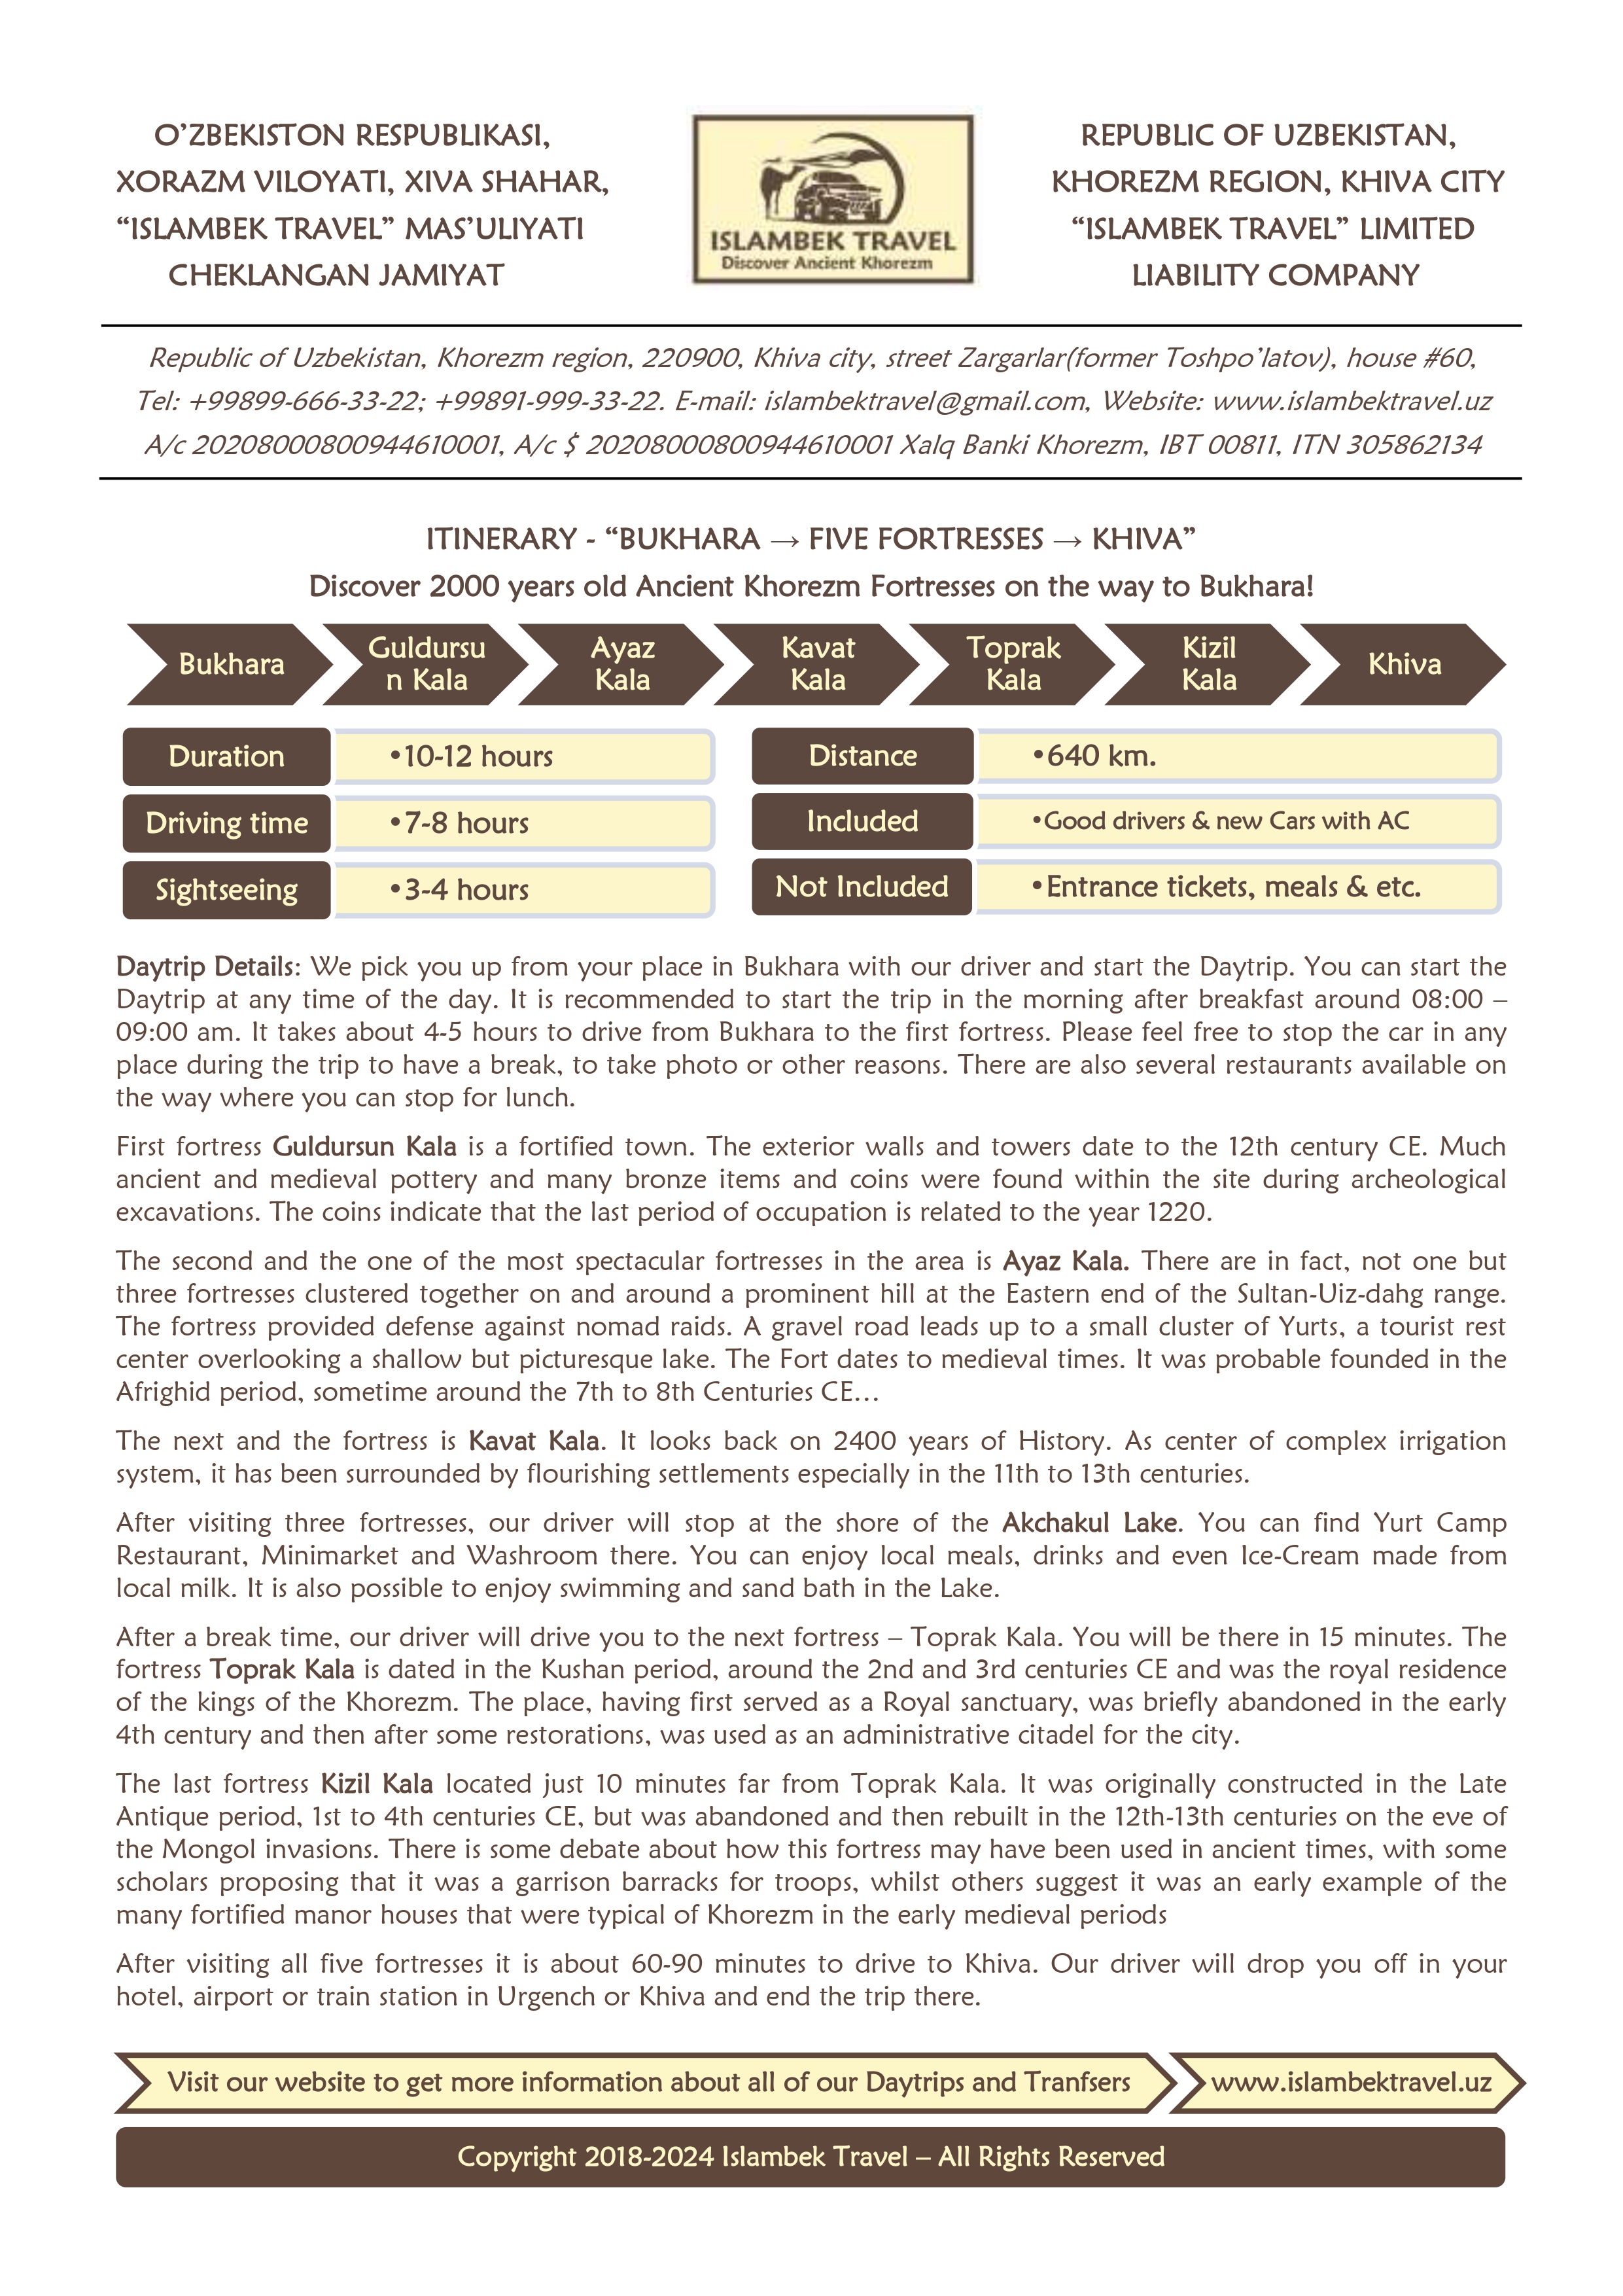 O’ZBEKISTON RESPUBLIKASI,
XORAZM VILOYATI, XIVA SHAHAR,
“ISLAMBEK TRAVEL” MAS’ULIYATI
CHEKLANGAN JAMIYAT
ISLAMBEK TRAVEL
Discover Ancient Khorezm
REPUBLIC OF UZBEKISTAN,
KHOREZM REGION, KHIVA CITY
“ISLAMBEK TRAVEL” LIMITED
LIABILITY COMPANY
Republic of Uzbekistan, Khorezm region, 220900, Khiva city, street Zargarlar(former Toshpo’latov), house #60,
Tel: +99899-666-33-22; +99891-999-33-22. E-mail: islambektravel@gmail.com, Website: www.islambektravel.uz
A/c 20208000800944610001, A/c $ 20208000800944610001 Xalq Banki Khorezm, IBT 00811, ITN 305862134
ITINERARY - “BUKHARA → FIVE FORTRESSES → KHIVA”
Discover 2000 years old Ancient Khorezm Fortresses on the way to Bukhara!
Bukhara
Guldursu
n Kala
Ayaz
Kala
Kavat
Kala
Toprak
Kala
Kizil
Kala
Khiva
Duration •10-12 hours
Driving time •7-8 hours
Sightseeing •3-4 hours
Distance •640 km.
Included •Good drivers & new Cars with AC
Not Included •Entrance tickets, meals & etc.
Daytrip Details: We pick you up from your place in Bukhara with our driver and start the Daytrip. You can start the
Daytrip at any time of the day. It is recommended to start the trip in the morning after breakfast around 08:00 –
09:00 am. It takes about 4-5 hours to drive from Bukhara to the first fortress. Please feel free to stop the car in any
place during the trip to have a break, to take photo or other reasons. There are also several restaurants available on
the way where you can stop for lunch.
First fortress Guldursun Kala is a fortified town. The exterior walls and towers date to the 12th century CE. Much
ancient and medieval pottery and many bronze items and coins were found within the site during archeological
excavations. The coins indicate that the last period of occupation is related to the year 1220.
The second and the one of the most spectacular fortresses in the area is Ayaz Kala. There are in fact, not one but
three fortresses clustered together on and around a prominent hill at the Eastern end of the Sultan-Uiz-dahg range.
The fortress provided defense against nomad raids. A gravel road leads up to a small cluster of Yurts, a tourist rest
center overlooking a shallow but picturesque lake. The Fort dates to medieval times. It was probable founded in the
Afrighid period, sometime around the 7th to 8th Centuries CE…
The next and the fortress is Kavat Kala. It looks back on 2400 years of History. As center of complex irrigation
system, it has been surrounded by flourishing settlements especially in the 11th to 13th centuries.
After visiting three fortresses, our driver will stop at the shore of the Akchakul Lake. You can find Yurt Camp
Restaurant, Minimarket and Washroom there. You can enjoy local meals, drinks and even Ice-Cream made from
local milk. It is also possible to enjoy swimming and sand bath in the Lake.
After a break time, our driver will drive you to the next fortress – Toprak Kala. You will be there in 15 minutes. The
fortress Toprak Kala is dated in the Kushan period, around the 2nd and 3rd centuries CE and was the royal residence
of the kings of the Khorezm. The place, having first served as a Royal sanctuary, was briefly abandoned in the early
4th century and then after some restorations, was used as an administrative citadel for the city.
The last fortress Kizil Kala located just 10 minutes far from Toprak Kala. It was originally constructed in the Late
Antique period, 1st to 4th centuries CE, but was abandoned and then rebuilt in the 12th-13th centuries on the eve of
the Mongol invasions. There is some debate about how this fortress may have been used in ancient times, with some
scholars proposing that it was a garrison barracks for troops, whilst others suggest it was an early example of the
many fortified manor houses that were typical of Khorezm in the early medieval periods
After visiting all five fortresses it is about 60-90 minutes to drive to Khiva. Our driver will drop you off in your
hotel, airport or train station in Urgench or Khiva and end the trip there.
Visit our website to get more information about all of our Daytrips and Tranfsers
www.islambektravel.uz
Copyright 2018-2024 Islambek Travel – All Rights Reserved